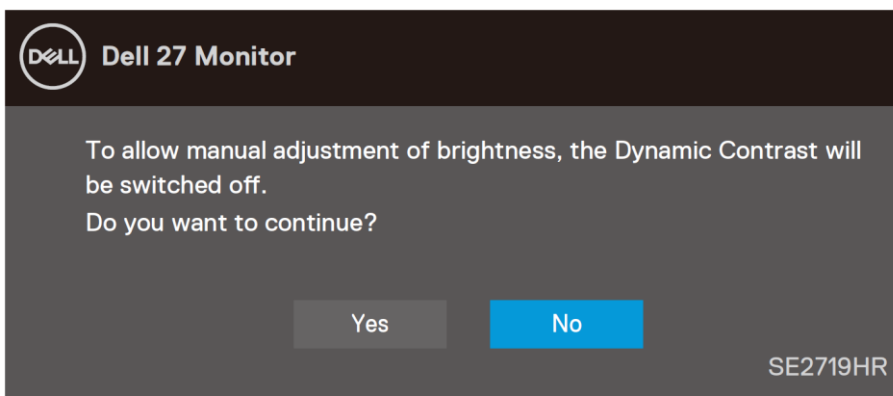 DELL Dell 27 Monitor
To allow manual adjustment of brightness, the Dynamic Contrast will
be switched off.
Do you want to continue?
Yes No
SE2719HR